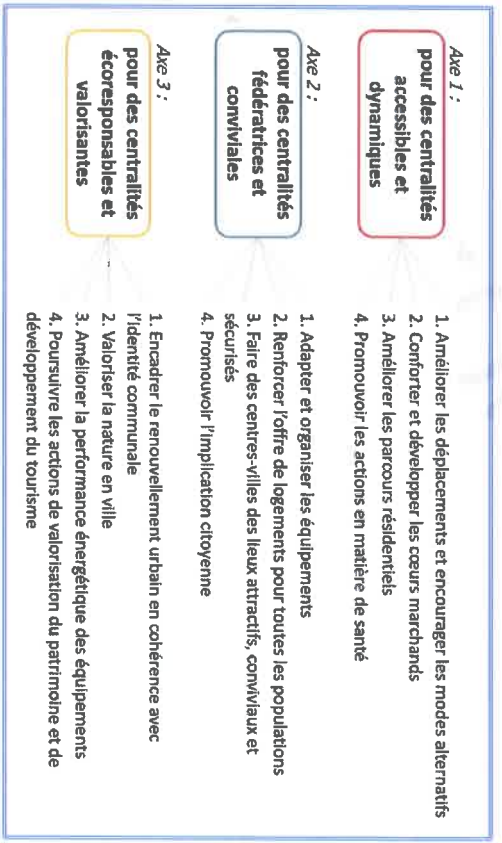 Axe 1 :
pour des centralités
accessibles et
dynamiques
1. Améliorer les déplacements et encourager les modes alternatifs
2. Conforter et développer les cœurs marchands
3. Améliorer les parcours résidentiels
4. Promouvoir les actions en matière de santé
Axe 2 :
pour des centralités
fédératrices et
conviviales
1. Adapter et organiser les équipements
2. Renforcer l'offre de logements pour toutes les populations
3. Faire des centres-villes des lieux attractifs, conviviaux et
sécurisés
4. Promouvoir l'implication citoyenne
Axe 3 :
pour des centralités
écoresponsables et
valorisantes
1. Encadrer le renouvellement urbain en cohérence avec
l'identité communale
2. Valoriser la nature en ville
3. Améliorer la performance énergétique des équipements
4. Poursuivre les actions de valorisation du patrimoine et de
développement du tourisme